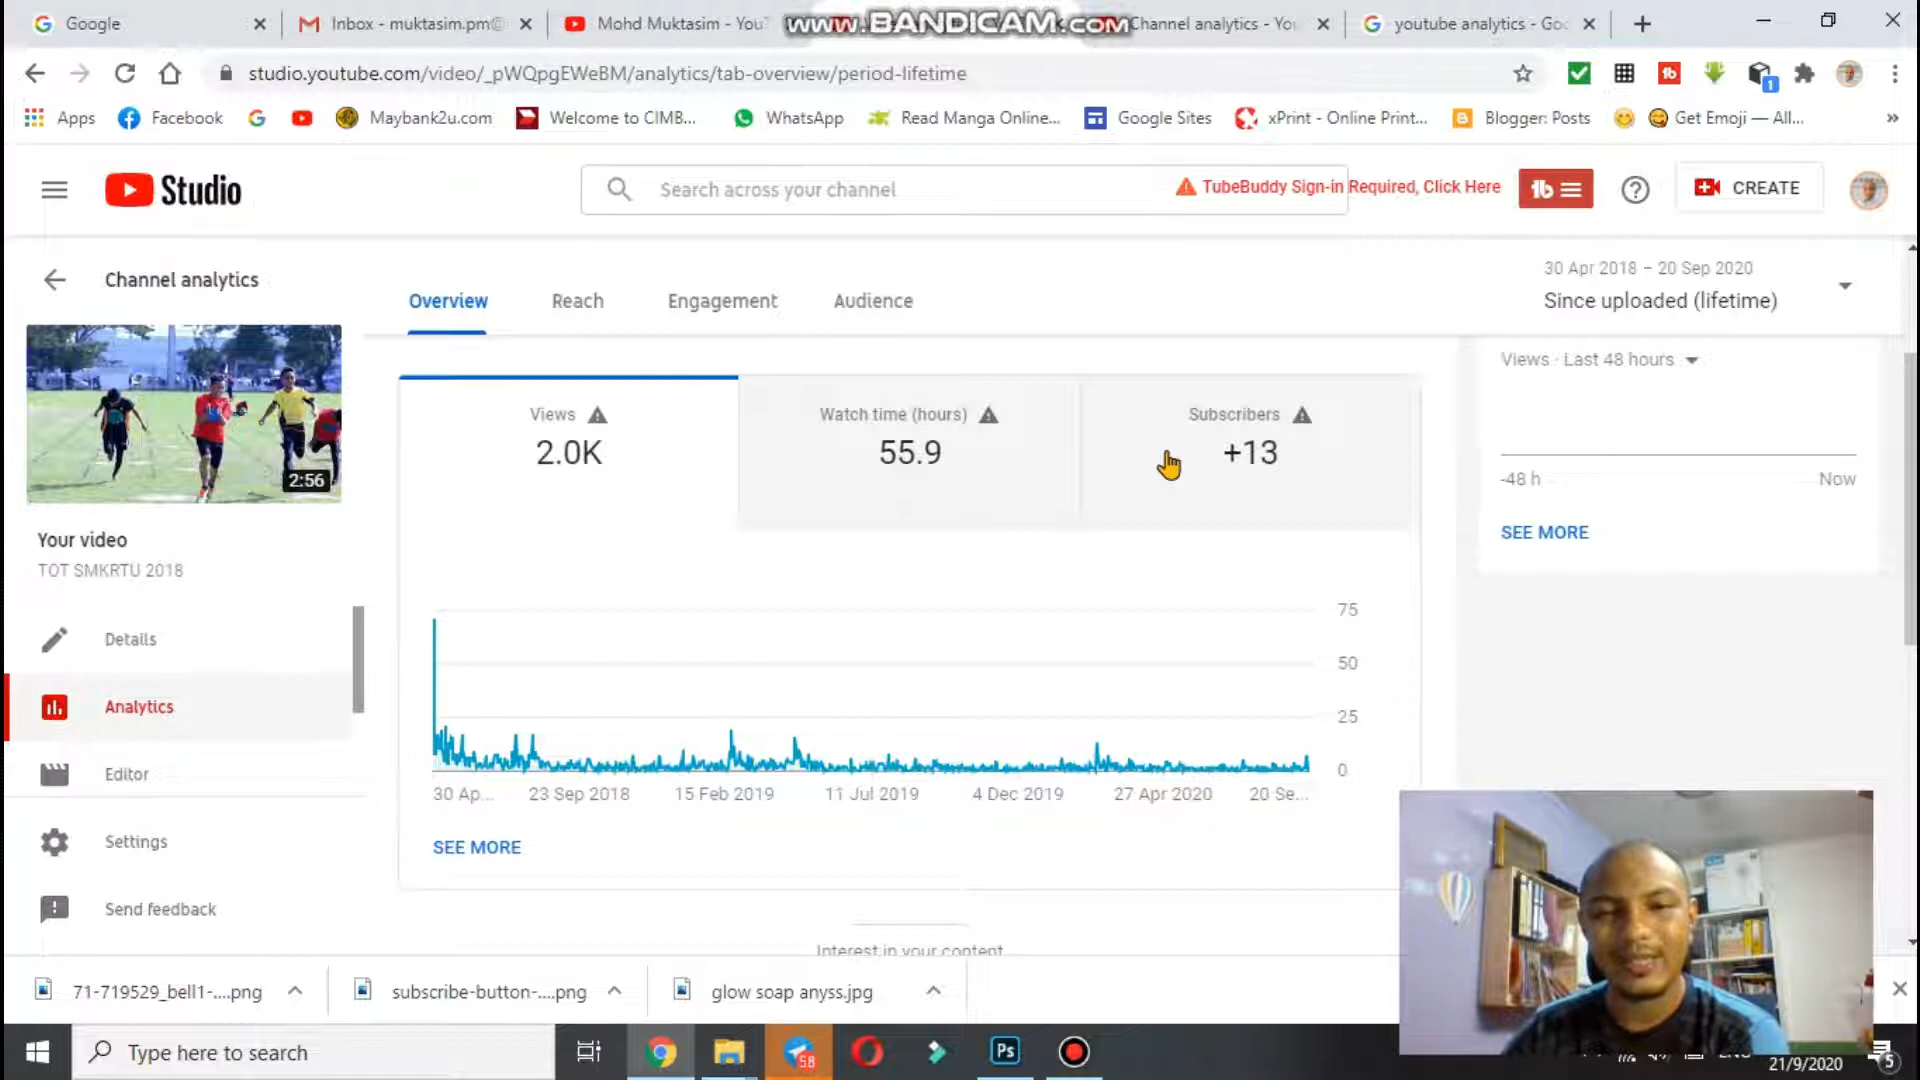 Google
Inbox - muktasim.pm@
Mohd Muktasim - You
www.BANDICAM.com
Channel analytics - Yo
youtube analytics - Goo
studio.youtube.com/video/_pWQpgEWeBM/analytics/tab-overview/period-lifetime
Apps
Facebook
Maybank2u.com
Welcome to CIMB...
WhatsApp
Read Manga Online...
Google Sites
xPrint - Online Print...
Blogger: Posts
Get Emoji — All...
»
Studio
Search across your channel
TubeBuddy Sign-in Required, Click Here
CREATE
Channel analytics
Overview
Reach
Engagement
Audience
30 Apr 2018 – 20 Sep 2020
Since uploaded (lifetime)
2:56
Your video
TOT SMKRTU 2018
Details
Analytics
Editor
Settings
Send feedback
Views
2.0K
Watch time (hours)
55.9
Subscribers
+13
75
50
25
0
30 Ap...
23 Sep 2018
15 Feb 2019
11 Jul 2019
4 Dec 2019
27 Apr 2020
20 Se...
SEE MORE
Interest in your content
Views · Last 48 hours
-48 h
Now
SEE MORE
71-719529_bell1-....png
subscribe-button-....png
glow soap anyss.jpg
Type here to search
58
Ps
21/9/2020
5